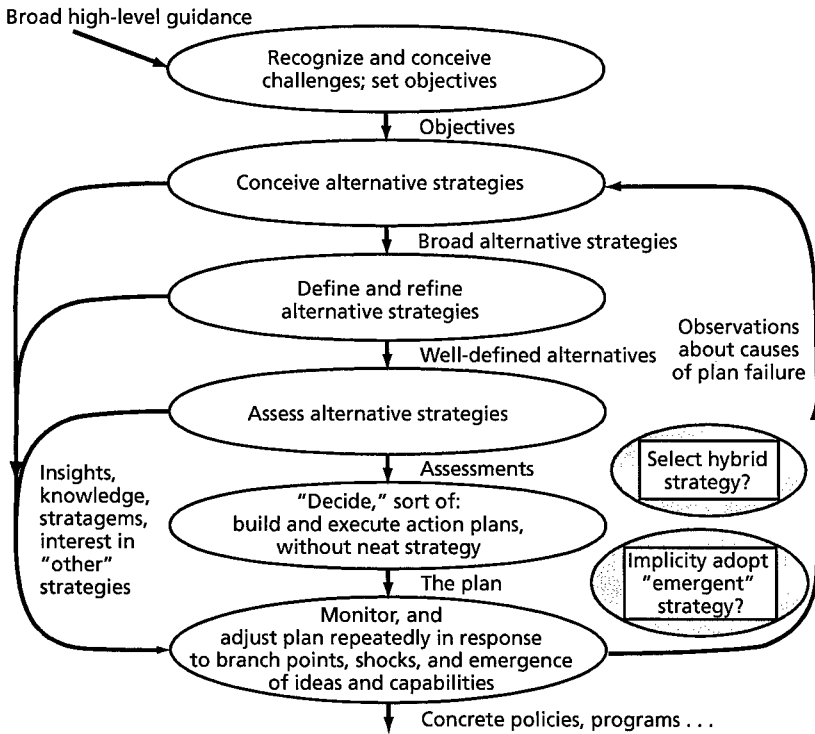 Broad high-level guidance
Recognize and conceive
challenges; set objectives
Objectives
Conceive alternative strategies
Broad alternative strategies
Define and refine
alternative strategies
Well-defined alternatives
Observations
about causes
of plan failure
Assess alternative strategies
Assessments
Select hybrid
strategy?
Insights,
knowledge,
stratagems,
interest in
“other”
strategies
“Decide,” sort of:
build and execute action plans,
without neat strategy
The plan
Implicity adopt
“emergent”
strategy?
Monitor, and
adjust plan repeatedly in response
to branch points, shocks, and emergence
of ideas and capabilities
Concrete policies, programs . . .